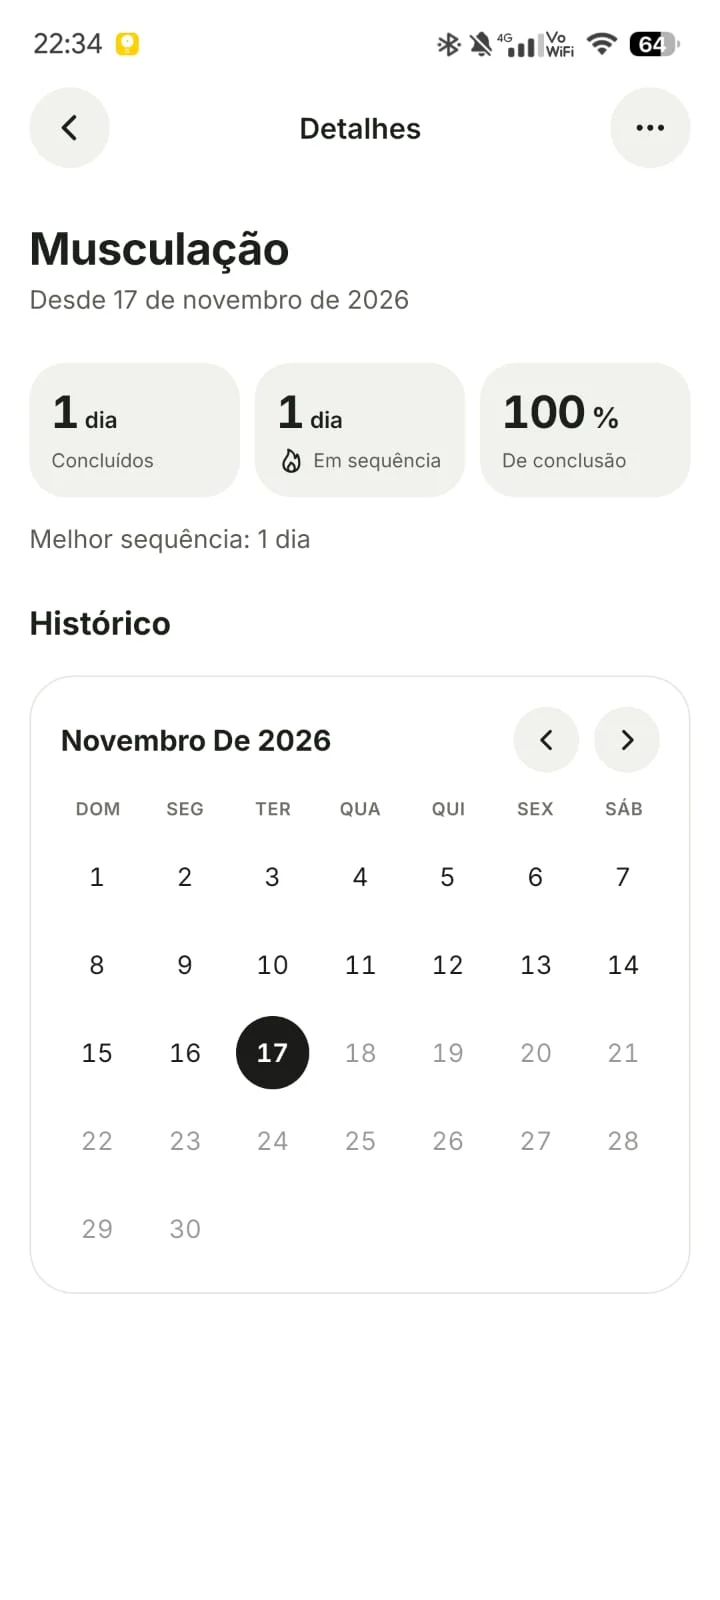 22:34
4G Vo WiFi 64
Detalhes
Musculação
Desde 17 de novembro de 2026
1 dia
Concluídos
1 dia
Em sequência
100 %
De conclusão
Melhor sequência: 1 dia
Histórico
Novembro De 2026
DOM SEG TER QUA QUI SEX SÁB
1 2 3 4 5 6 7
8 9 10 11 12 13 14
15 16 17 18 19 20 21
22 23 24 25 26 27 28
29 30